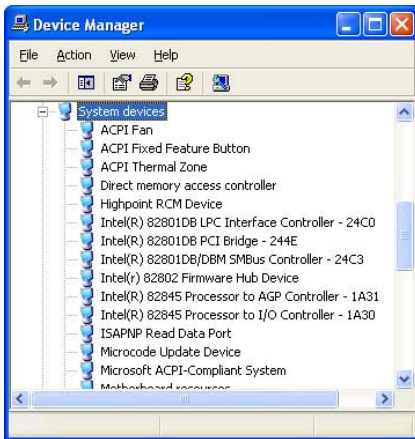 Device Manager
File Action View Help
System devices
ACPI Fan
ACPI Fixed Feature Button
ACPI Thermal Zone
Direct memory access controller
Highpoint RCM Device
Intel(R) 82801DB LPC Interface Controller - 24C0
Intel(R) 82801DB PCI Bridge - 244E
Intel(R) 82801DB/DBM SMBus Controller - 24C3
Intel(r) 82802 Firmware Hub Device
Intel(R) 82845 Processor to AGP Controller - 1A31
Intel(R) 82845 Processor to I/O Controller - 1A30
ISAPNP Read Data Port
Microcode Update Device
Microsoft ACPI-Compliant System
Motherboard resources